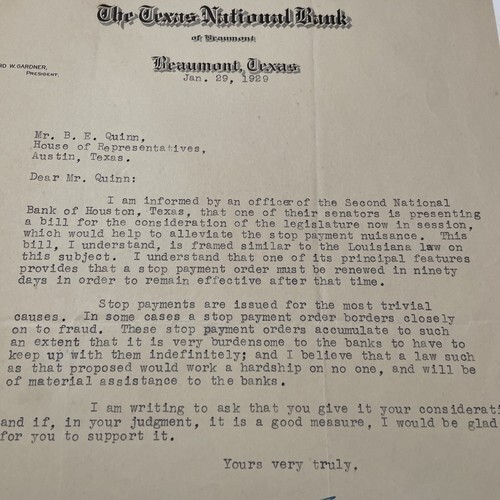 The Texas National Bank
of Beaumont
Beaumont, Texas
W. GARDNER,
PRESIDENT.
Jan. 29, 1929
Mr. B. E. Quinn,
House of Representatives,
Austin, Texas.
Dear Mr. Quinn:
I am informed by an officer of the Second National
Bank of Houston, Texas, that one of their senators is presenting
a bill for the consideration of the legislature now in session,
which would help to alleviate the stop payment nuisance. This
bill, I understand, is framed similar to the Louisiana law on
this subject. I understand that one of its principal features
provides that a stop payment order must be renewed in ninety
days in order to remain effective after that time.
Stop payments are issued for the most trivial
causes. In some cases a stop payment order borders closely
on to fraud. These stop payment orders accumulate to such
an extent that it is very burdensome to the banks to have to
keep up with them indefinitely; and I believe that a law such
as that proposed would work a hardship on no one, and will be
of material assistance to the banks.
I am writing to ask that you give it your considerati
and if, in your judgment, it is a good measure, I would be glad
for you to support it.
Yours very truly,